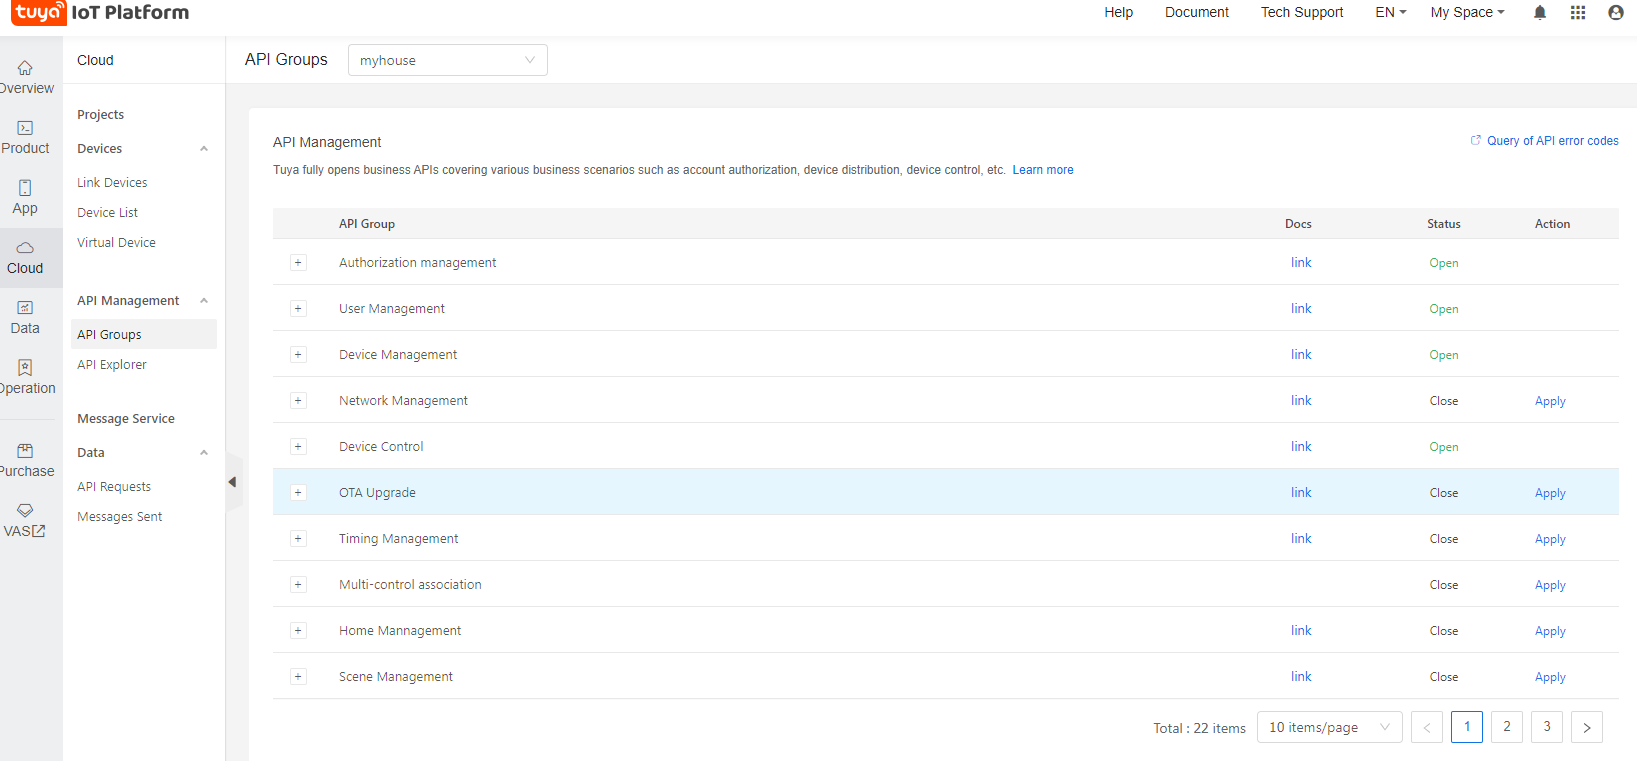 tuya IoT Platform
Help Document Tech Support EN My Space
Overview
Product
App
Cloud
Data
Operation
Purchase
VAS
Cloud
Projects
Devices
Link Devices
Device List
Virtual Device
API Management
API Groups
API Explorer
Message Service
Data
API Requests
Messages Sent
API Groups myhouse
API Management Query of API error codes
Tuya fully opens business APIs covering various business scenarios such as account authorization, device distribution, device control, etc. Learn more
API Group Docs Status Action
+ Authorization management link Open
+ User Management link Open
+ Device Management link Open
+ Network Management link Close Apply
+ Device Control link Open
+ OTA Upgrade link Close Apply
+ Timing Management link Close Apply
+ Multi-control association Close Apply
+ Home Mannagement link Close Apply
+ Scene Management link Close Apply
Total : 22 items 10 items/page < 1 2 3 >